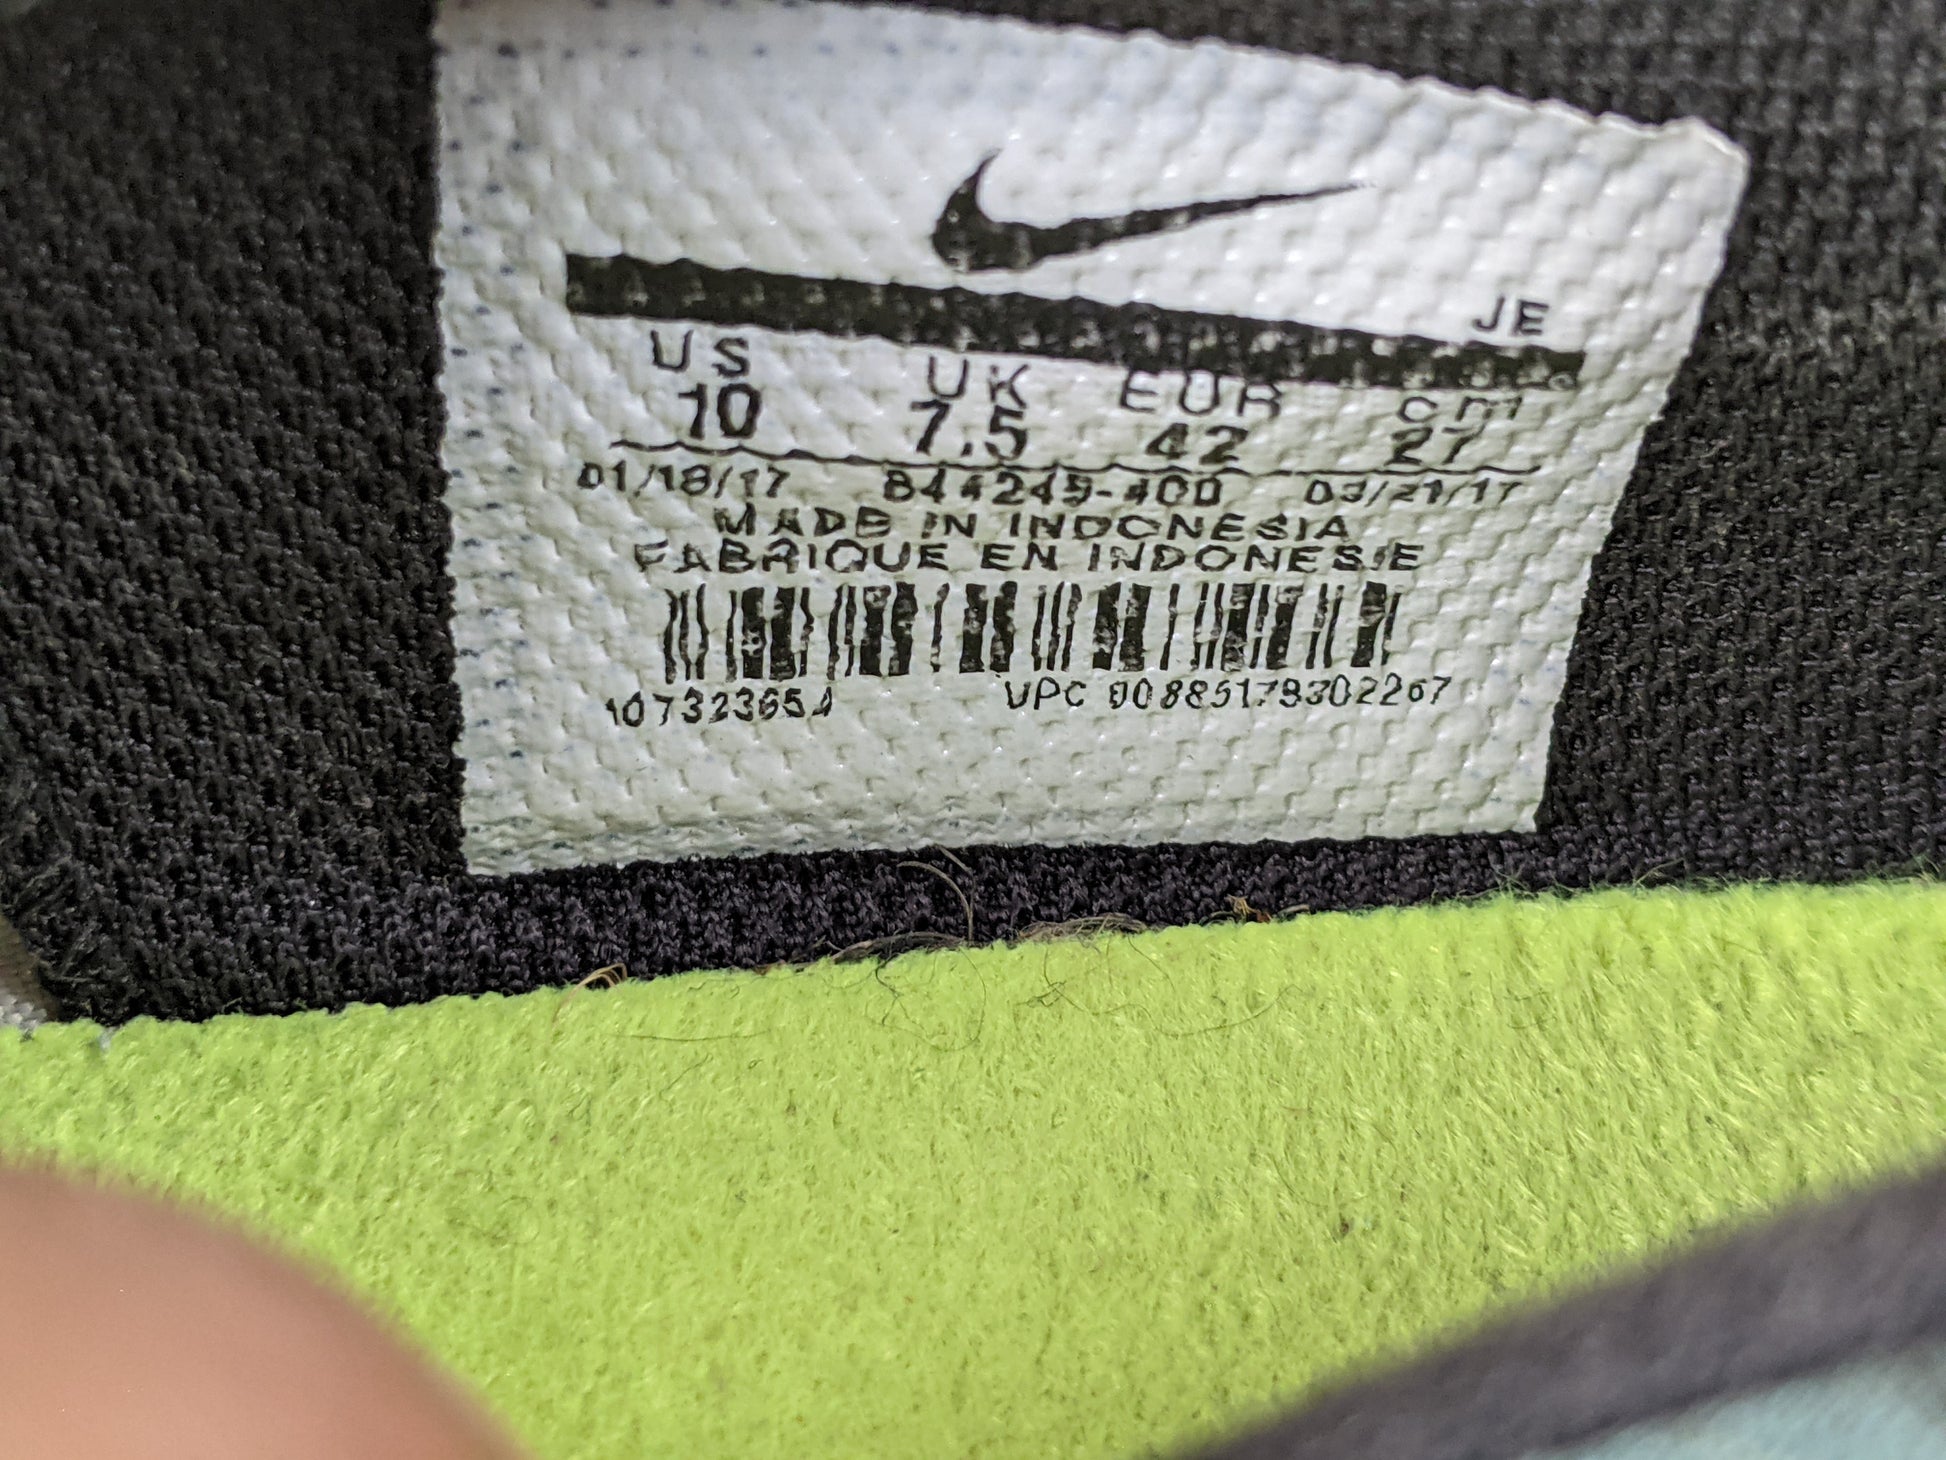 JE
US UK EUR cm
10 7.5 42 27
01/18/17 844245-400 03/21/17
MADE IN INDONESIA
FABRIQUE EN INDONESIE
107323654 UPC 00885178302267